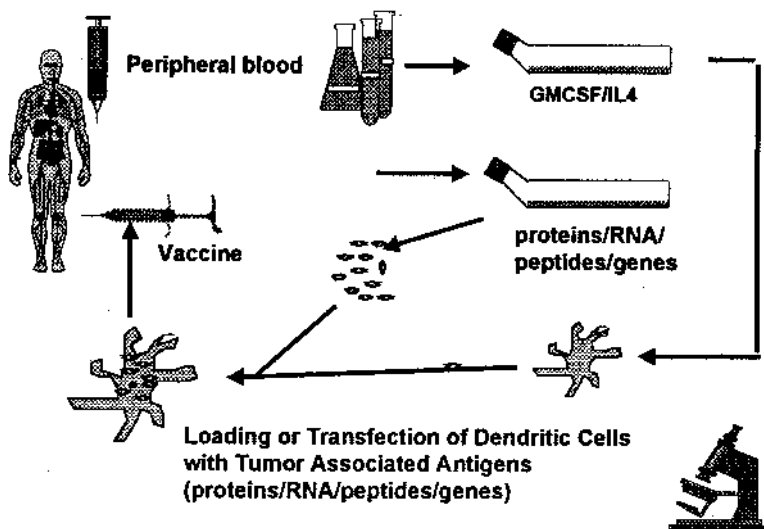 Peripheral blood
GMCSF/IL4
proteins/RNA/
peptides/genes
Vaccine
Loading or Transfection of Dendritic Cells
with Tumor Associated Antigens
(proteins/RNA/peptides/genes)